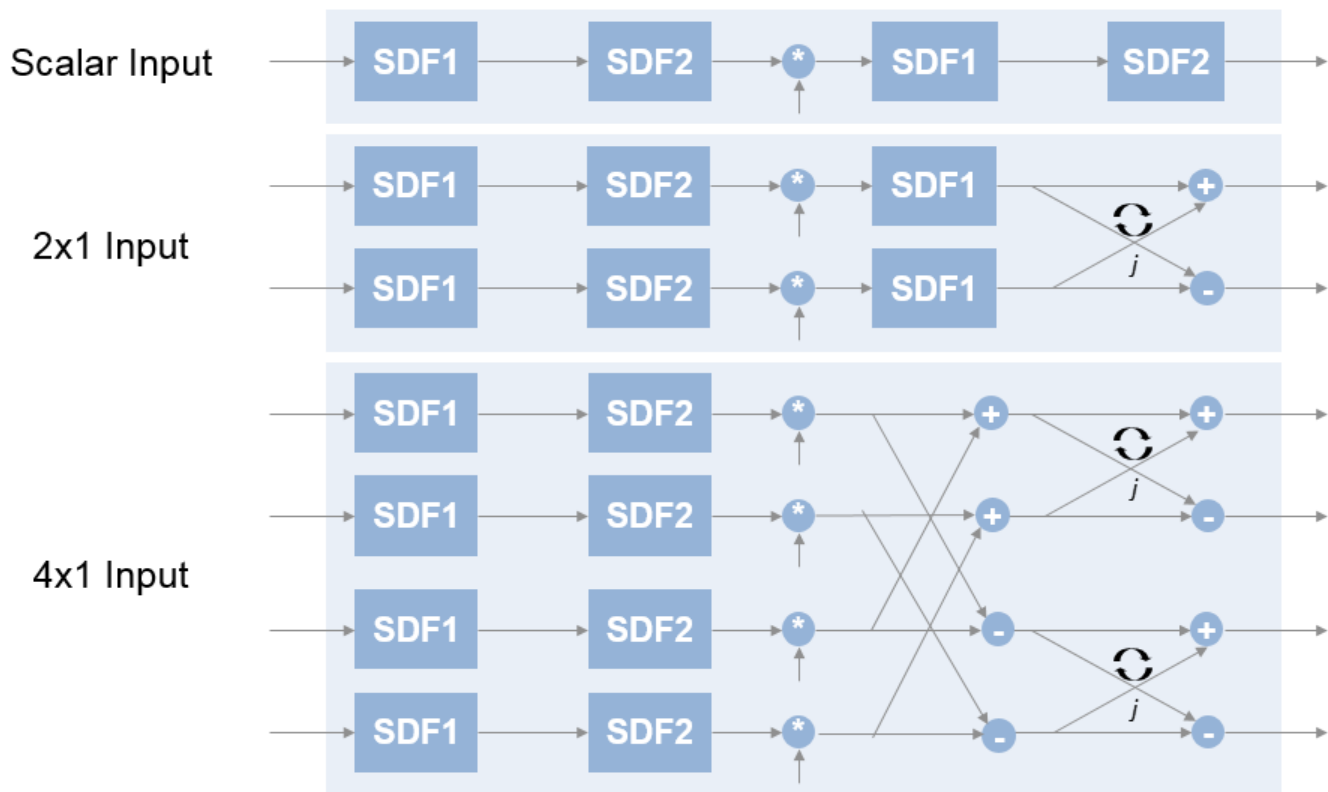 Scalar Input SDF1 SDF2 * SDF1 SDF2
SDF1 SDF2 * SDF1 +
2x1 Input
j
SDF1 SDF2 * SDF1 -
SDF1 SDF2 * + +
j
SDF1 SDF2 * + -
4x1 Input
SDF1 SDF2 * - +
j
SDF1 SDF2 * - -